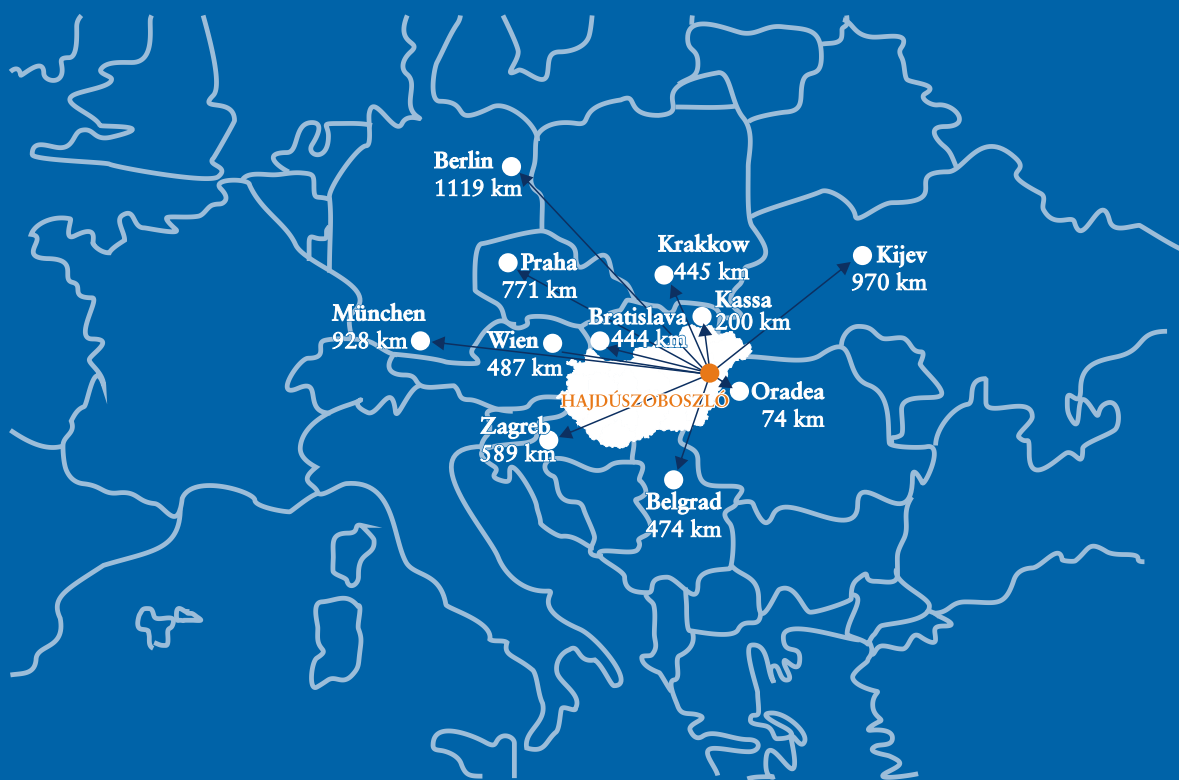 Berlin
1119 km
Krakkow
445 km
Kijev
970 km
Praha
771 km
Kassa
200 km
München
928 km
Bratislava
444 km
Wien
487 km
HAJDÚSZOBOSZLÓ
Oradea
74 km
Zagreb
589 km
Belgrad
474 km